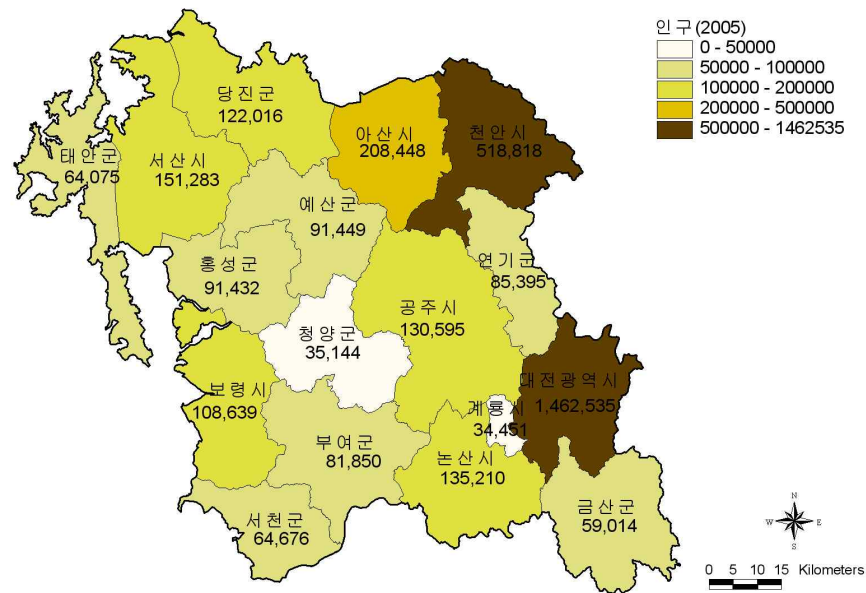 인구(2005)
0 - 50000
50000 - 100000
100000 - 200000
200000 - 500000
500000 - 1462535
당진군
122,016
아산시
208,448
천안시
518,818
태안군
64,075
서산시
151,283
예산군
91,449
연기군
85,395
홍성군
91,432
공주시
130,595
청양군
35,144
보령시
108,639
대전광역시
1,462,535
계룡시
34,451
부여군
81,850
논산시
135,210
금산군
59,014
서천군
64,676
N
W E
S
0 5 10 15 Kilometers